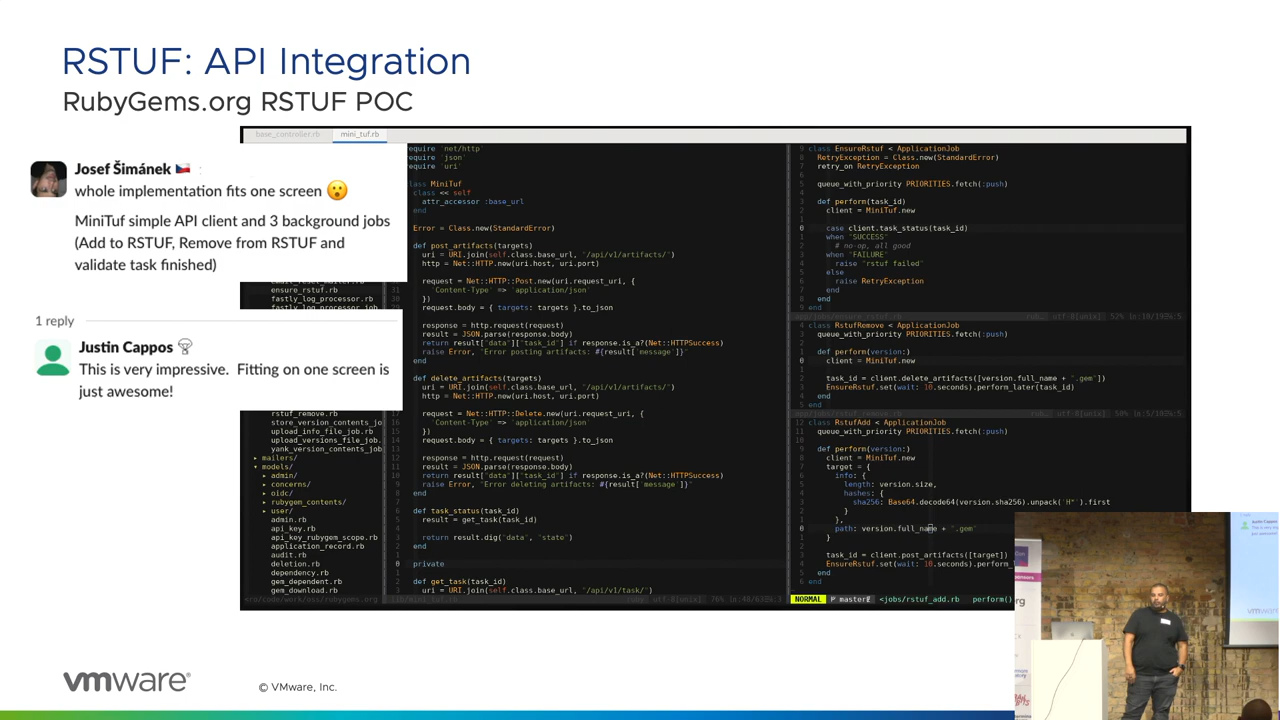 RSTUF: API Integration
RubyGems.org RSTUF POC
base_controller.rb mini_tuf.rb
Josef Šimánek
whole implementation fits one screen 😮
MiniTuf simple API client and 3 background jobs
(Add to RSTUF, Remove from RSTUF and
validate task finished)
1 reply
Justin Cappos
This is very impressive. Fitting on one screen is
just awesome!
ensure_rstuf.rb
fastly_log_processor.rb
fastly_log_processor_job
rstuf_remove.rb
store_version_contents_jo
upload_info_file_job.rb
upload_versions_file_job.
yank_version_contents_job
mailers/
models/
admin/
concerns/
oidc/
rubygem_contents/
user/
admin.rb
api_key.rb
api_key_rubygem_scope.rb
application_record.rb
audit.rb
deletion.rb
dependency.rb
gem_dependent.rb
gem_download.rb
equire 'net/http'
equire 'json'
equire 'uri'
lass MiniTuf
class << self
attr_accessor :base_url
end
Error = Class.new(StandardError)
def post_artifacts(targets)
uri = URI.join(self.class.base_url, '/api/v1/artifacts/')
http = Net::HTTP.new(uri.host, uri.port)
request = Net::HTTP::Post.new(uri.request_uri, {
'Content-Type' => 'application/json'
})
request.body = { targets: targets }.to_json
response = http.request(request)
result = JSON.parse(response.body)
return result["data"]["task_id"] if response.is_a?(Net::HTTPSuccess)
raise Error, "Error posting artifacts: #{result['message']}"
end
def delete_artifacts(targets)
uri = URI.join(self.class.base_url, '/api/v1/artifacts/')
http = Net::HTTP.new(uri.host, uri.port)
request = Net::HTTP::Delete.new(uri.request_uri, {
'Content-Type' => 'application/json'
})
request.body = { targets: targets }.to_json
response = http.request(request)
result = JSON.parse(response.body)
return result["data"]["task_id"] if response.is_a?(Net::HTTPSuccess)
raise Error, "Error deleting artifacts: #{result['message']}"
end
def task_status(task_id)
result = get_task(task_id)
return result.dig('data', 'state')
end
private
def get_task(task_id)
uri = URI.join(self.class.base_url, '/api/v1/task/')
class EnsureRstuf < ApplicationJob
RetryException = Class.new(StandardError)
retry_on RetryException
queue_with_priority PRIORITIES.fetch(:push)
def perform(task_id)
client = MiniTuf.new
case client.task_status(task_id)
when "SUCCESS"
# no-op, all good
when "FAILURE"
raise "rstuf failed"
else
raise RetryException
end
end
end
class RstufRemove < ApplicationJob
queue_with_priority PRIORITIES.fetch(:push)
def perform(version:)
client = MiniTuf.new
task_id = client.delete_artifacts([version.full_name + ".gem"])
EnsureRstuf.set(wait: 10.seconds).perform_later(task_id)
end
class RstufAdd < ApplicationJob
queue_with_priority PRIORITIES.fetch(:push)
def perform(version:)
client = MiniTuf.new
target = {
info: {
length: version.size,
hashes: {
sha256: Base64.decode64(version.sha256).unpack('H*').first
}
},
path: version.full_name + ".gem"
}
task_id = client.post_artifacts([target])
EnsureRstuf.set(wait: 10.seconds).perform_
end
end
NORMAL master <jobs/rstuf_add.rb perform()
vmware®
© VMware, Inc.